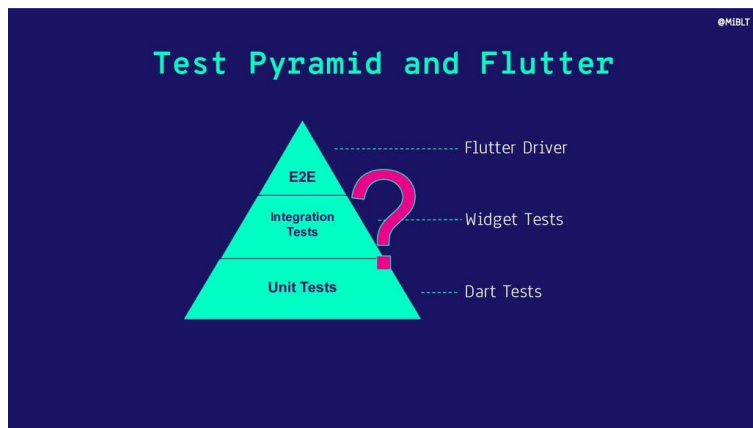 @MiBLT
Test Pyramid and Flutter
E2E
Flutter Driver
Integration
Tests
?
Widget Tests
Unit Tests
Dart Tests